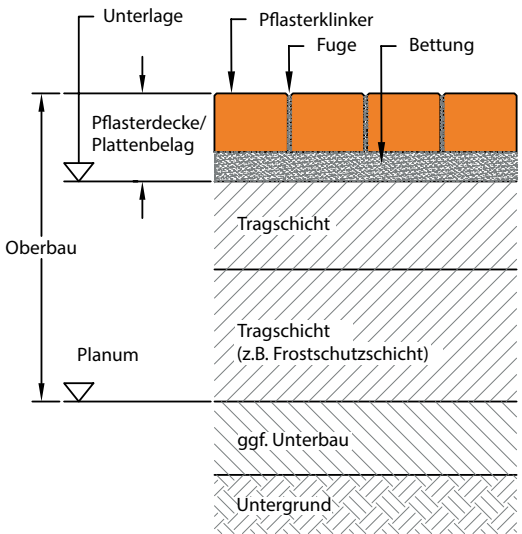 Unterlage
Pflasterklinker
Fuge
Bettung
Pflasterdecke/
Plattenbelag
Tragschicht
Oberbau
Tragschicht
(z.B. Frostschutzschicht)
Planum
ggf. Unterbau
Untergrund